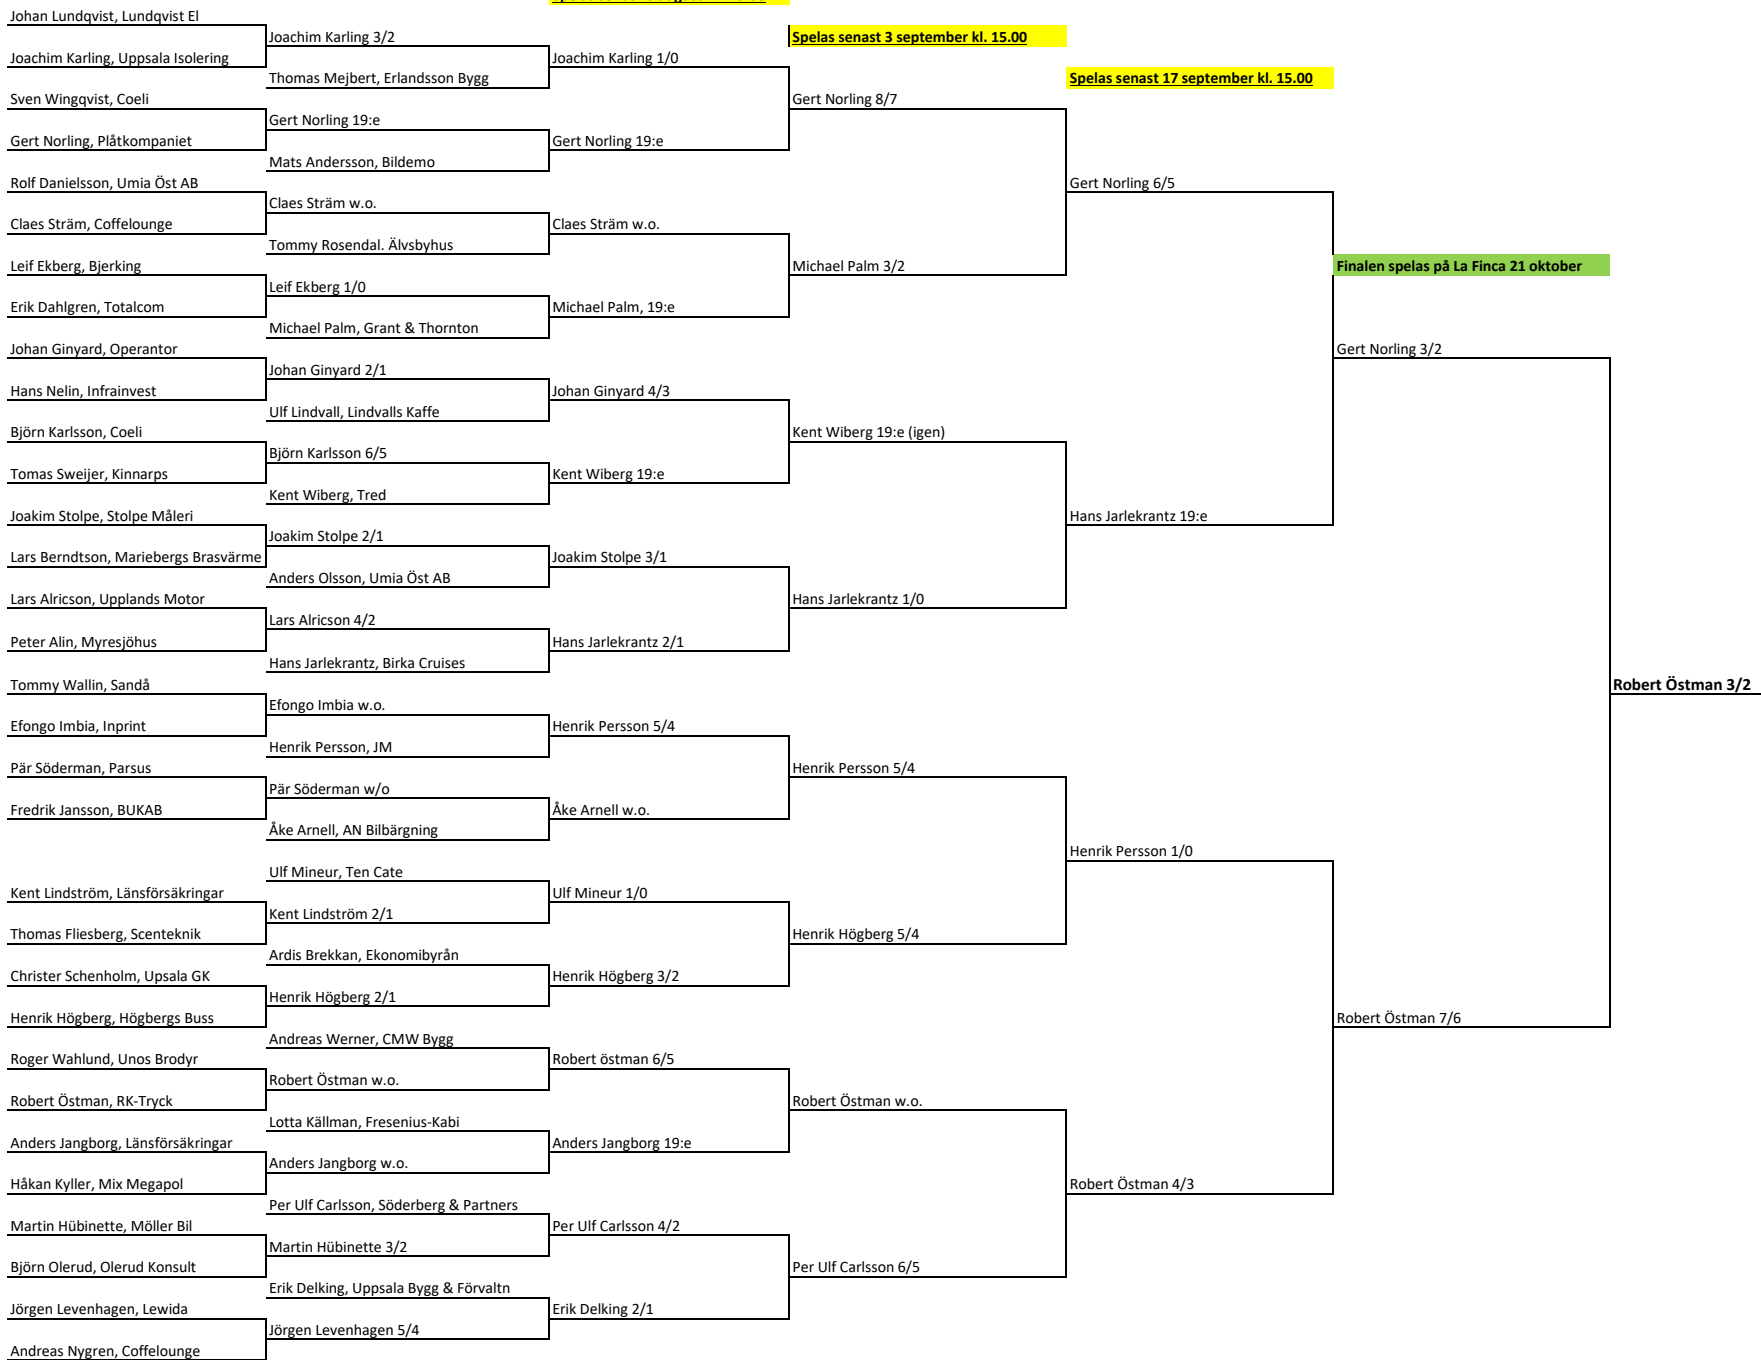 Johan Lundqvist, Lundqvist El
Joachim Karling 3/2
Spelas senast 3 september kl. 15.00
Joachim Karling, Uppsala Isolering
Joachim Karling 1/0
Thomas Mejbert, Erlandsson Bygg
Spelas senast 17 september kl. 15.00
Sven Wingqvist, Coeli
Gert Norling 8/7
Gert Norling 19:e
Gert Norling, Plåtkompaniet
Gert Norling 19:e
Mats Andersson, Bildemo
Rolf Danielsson, Umia Öst AB
Gert Norling 6/5
Claes Sträm w.o.
Claes Sträm, Coffelounge
Claes Sträm w.o.
Tommy Rosendal. Älvsbyhus
Leif Ekberg, Bjerking
Michael Palm 3/2
Finalen spelas på La Finca 21 oktober
Leif Ekberg 1/0
Erik Dahlgren, Totalcom
Michael Palm, 19:e
Michael Palm, Grant & Thornton
Johan Ginyard, Operantor
Gert Norling 3/2
Johan Ginyard 2/1
Hans Nelin, Infrainvest
Johan Ginyard 4/3
Ulf Lindvall, Lindvalls Kaffe
Björn Karlsson, Coeli
Kent Wiberg 19:e (igen)
Björn Karlsson 6/5
Tomas Sweijer, Kinnarps
Kent Wiberg 19:e
Kent Wiberg, Tred
Joakim Stolpe, Stolpe Måleri
Hans Jarlekrantz 19:e
Joakim Stolpe 2/1
Lars Berndtson, Mariebergs Brasvärme
Joakim Stolpe 3/1
Anders Olsson, Umia Öst AB
Lars Alricson, Upplands Motor
Hans Jarlekrantz 1/0
Lars Alricson 4/2
Peter Alin, Myresjöhus
Hans Jarlekrantz 2/1
Hans Jarlekrantz, Birka Cruises
Tommy Wallin, Sandå
Robert Östman 3/2
Efongo Imbia w.o.
Efongo Imbia, Inprint
Henrik Persson 5/4
Henrik Persson, JM
Pär Söderman, Parsus
Henrik Persson 5/4
Pär Söderman w/o
Fredrik Jansson, BUKAB
Åke Arnell w.o.
Åke Arnell, AN Bilbärgning
Henrik Persson 1/0
Ulf Mineur, Ten Cate
Kent Lindström, Länsförsäkringar
Ulf Mineur 1/0
Kent Lindström 2/1
Thomas Fliesberg, Scenteknik
Henrik Högberg 5/4
Ardis Brekkan, Ekonomibyrån
Christer Schenholm, Upsala GK
Henrik Högberg 3/2
Henrik Högberg 2/1
Henrik Högberg, Högbergs Buss
Robert Östman 7/6
Andreas Werner, CMW Bygg
Roger Wahlund, Unos Brodyr
Robert östman 6/5
Robert Östman w.o.
Robert Östman, RK-Tryck
Robert Östman w.o.
Lotta Källman, Fresenius-Kabi
Anders Jangborg, Länsförsäkringar
Anders Jangborg 19:e
Anders Jangborg w.o.
Håkan Kyller, Mix Megapol
Robert Östman 4/3
Per Ulf Carlsson, Söderberg & Partners
Martin Hübinette, Möller Bil
Per Ulf Carlsson 4/2
Martin Hübinette 3/2
Björn Olerud, Olerud Konsult
Per Ulf Carlsson 6/5
Erik Delking, Uppsala Bygg & Förvaltn
Jörgen Levenhagen, Lewida
Erik Delking 2/1
Jörgen Levenhagen 5/4
Andreas Nygren, Coffelounge